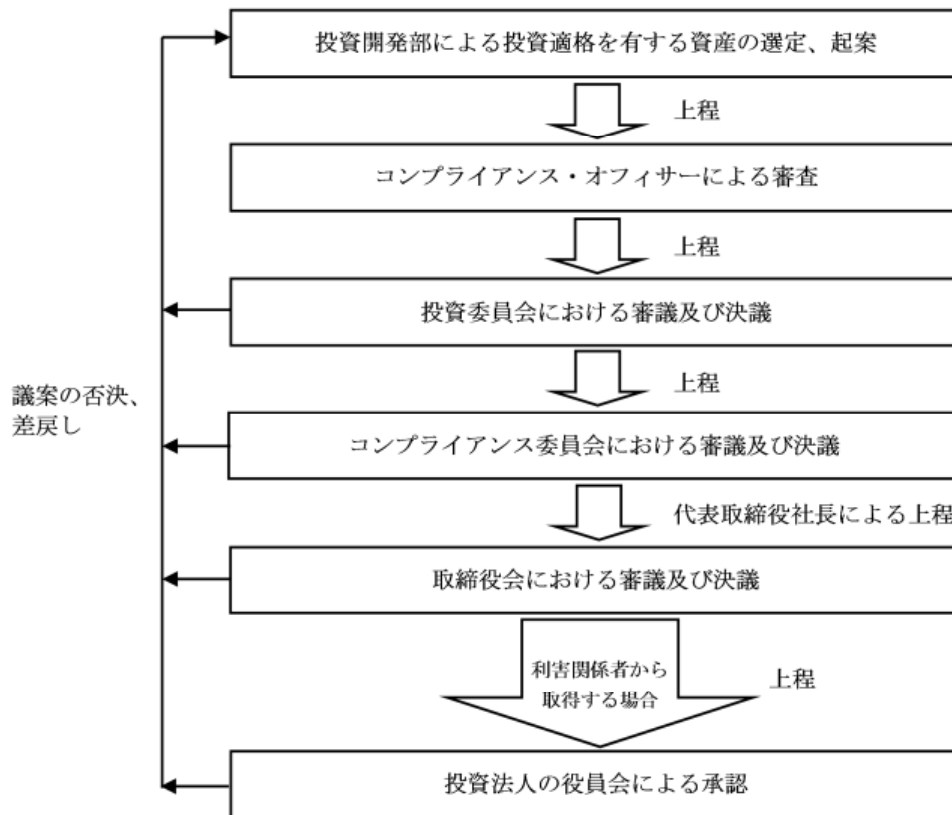 投資開発部による投資適格を有する資産の選定、起案
上程
コンプライアンス・オフィサーによる審査
上程
投資委員会における審議及び決議
上程
議案の否決、
差戻し
コンプライアンス委員会における審議及び決議
代表取締役社長による上程
取締役会における審議及び決議
利害関係者から
取得する場合
上程
投資法人の役員会による承認